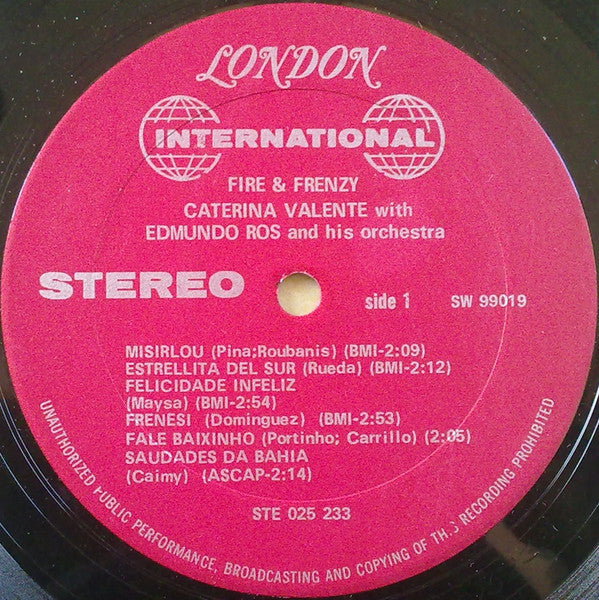 LONDON
INTERNATIONAL
FIRE & FRENZY
CATERINA VALENTE with
EDMUNDO ROS and his orchestra
STEREO
side 1
SW 99019
MISIRLOU (Pina;Roubanis) (BMI-2:09)
ESTRELLITA DEL SUR (Rueda) (BMI-2:12)
FELICIDADE INFELIZ
(Maysa) (BMI-2:54)
FRENESI (Dominguez) (BMI-2:53)
FALE BAIXINHO (Portinho; Carrillo) (2:05)
SAUDADES DA BAHIA
(Caimy) (ASCAP-2:14)
STE 025 233
UNAUTHORIZED PUBLIC PERFORMANCE, BROADCASTING AND COPYING OF THIS RECORDING PROHIBITED